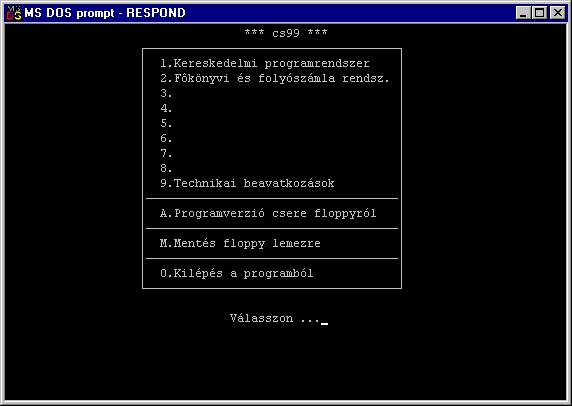 MS DOS prompt - RESPOND
*** cs99 ***
1.Kereskedelmi programrendszer
2.Fôkönyvi és folyószámla rendsz.
3.
4.
5.
6.
7.
8.
9.Technikai beavatkozások
A.Programverzió csere floppyról
M.Mentés floppy lemezre
0.Kilépés a programból
Válasszon ..._